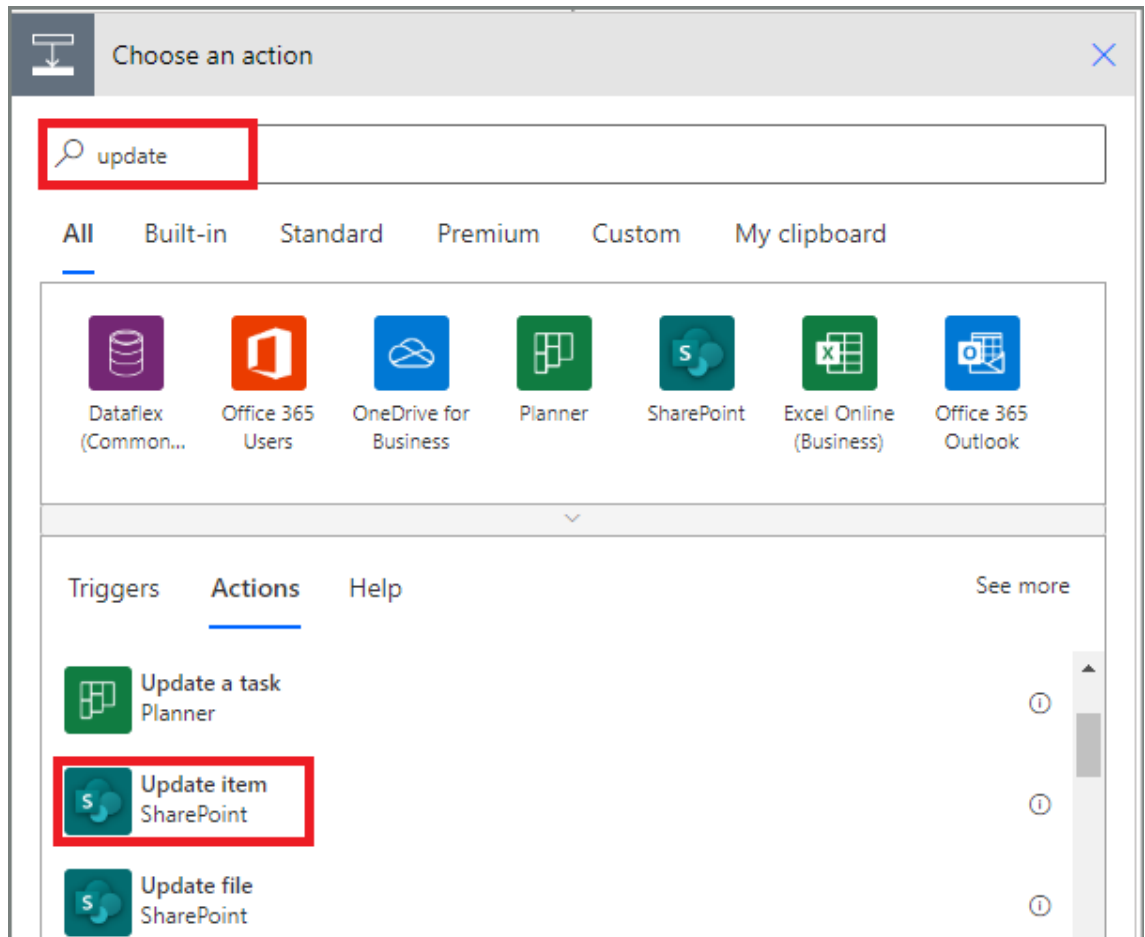 Choose an action
update
All Built-in Standard Premium Custom My clipboard
Dataflex (Common... Office 365 Users OneDrive for Business Planner SharePoint Excel Online (Business) Office 365 Outlook
Triggers Actions Help See more
Update a task
Planner
Update item
SharePoint
Update file
SharePoint